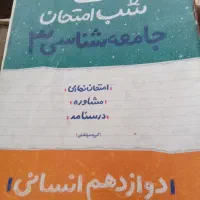 شب امتحان
جامعه شناسی ۳
امتحان نهایی
مشاوره
درسنامه
دوازدهم انسانی